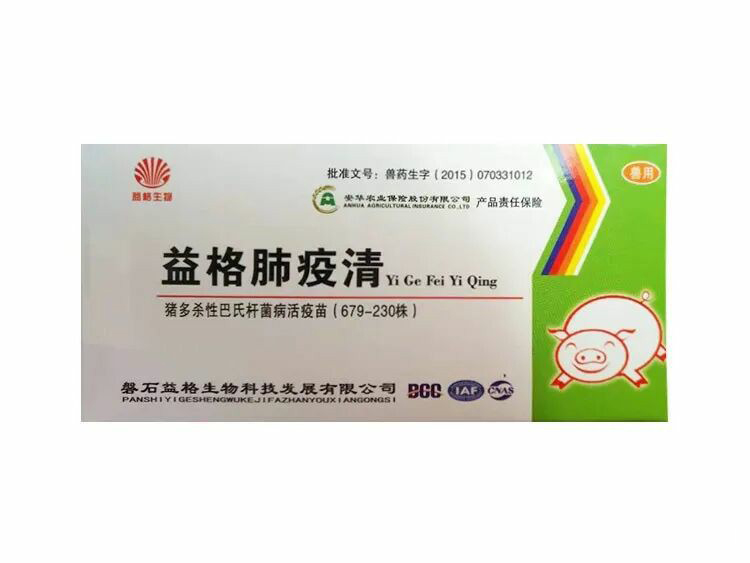 益格生物
批准文号：兽药生字（2015）070331012
兽用
安华农业保险股份有限公司
ANHUA AGRICULTURAL INSURANCE CO.,LTD
产品责任保险
益格肺疫清 Yi Ge Fei Yi Qing
猪多杀性巴氏杆菌病活疫苗（679-230株）
磐石益格生物科技发展有限公司
PANSHIYIGESHENGWUKEJIFAZHANYOUXIANGONGSI
BCC
IAF
CNAS